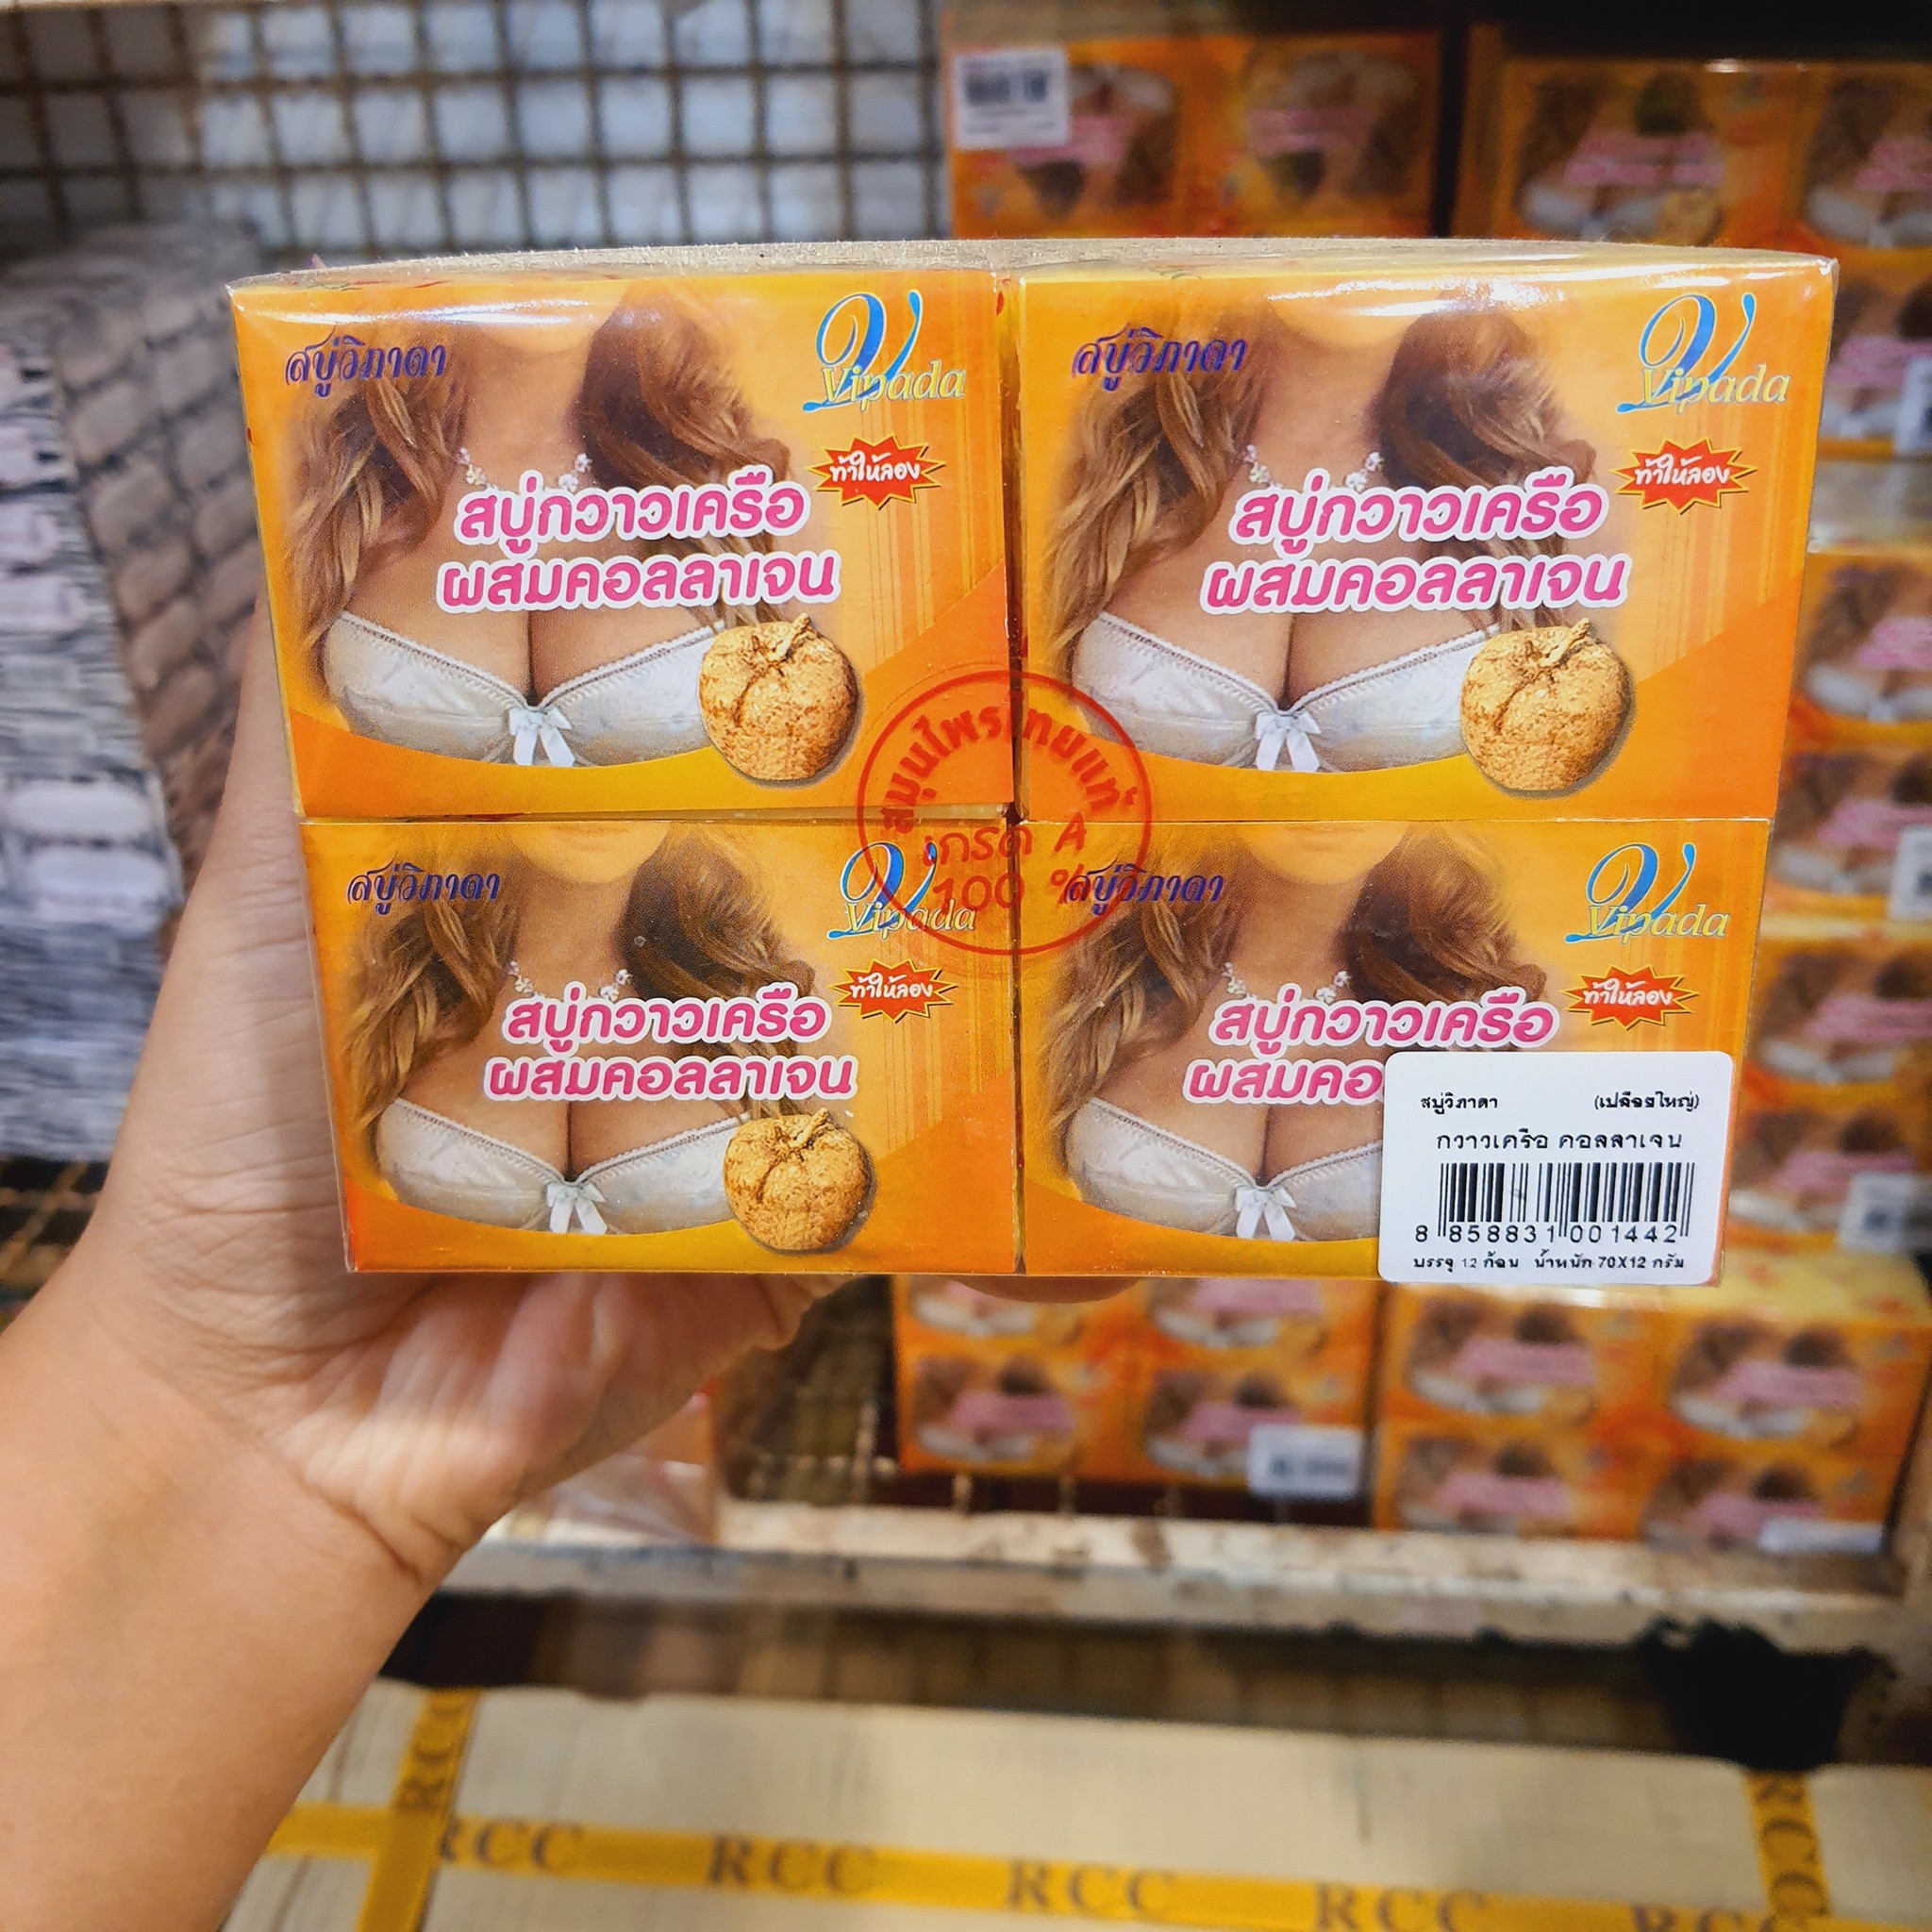 สบู่วิภาดา
Vipada
ท้าให้ลอง
สบู่กวาวเครือ
ผสมคอลลาเจน
สบู่วิภาดา
Vipada
ท้าให้ลอง
สบู่กวาวเครือ
ผสมคอลลาเจน
สมุนไพรไทยแท้
เกรด A
100 %
สบู่วิภาดา
Vipada
ท้าให้ลอง
สบู่กวาวเครือ
ผสมคอลลาเจน
สบู่วิภาดา
Vipada
ท้าให้ลอง
สบู่กวาวเครือ
ผสมคอ
สบู่วิภาดา (เปลือยใหญ่)
กวาวเครือ คอลลาเจน
8 858831 001442
บรรจุ 12 ก้อน น้ำหนัก 70X12 กรัม
RCC
RCC RCC RCC RCC RCC
RCC